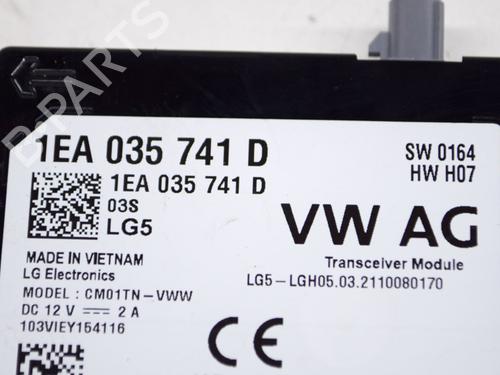 1EA 035 741 D
SW 0164
HW H07
1EA 035 741 D
03S
LG5
VW AG
Transceiver Module
MADE IN VIETNAM
LG Electronics
LG5-LGH05.03.2110080170
MODEL : CM01TN-VWW
DC 12 V ⎓ 2 A
103VIEY154116
CE
B-PARTS